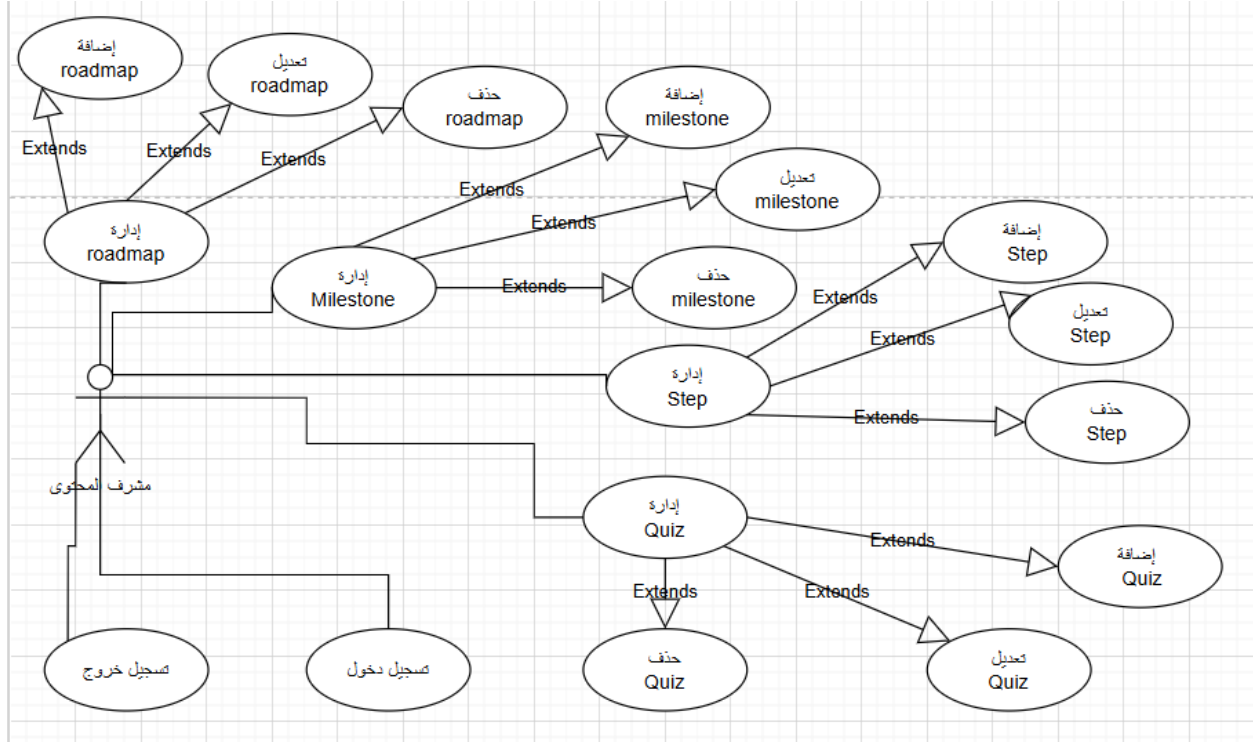 إضافة
roadmap
تعديل
roadmap
حذف
roadmap
إضافة
milestone
Extends
Extends
Extends
Extends
تعديل
milestone
Extends
إدارة
roadmap
إدارة
Milestone
Extends
حذف
milestone
إضافة
Step
Extends
تعديل
Step
Extends
إدارة
Step
Extends
حذف
Step
مشرف المحتوى
إدارة
Quiz
Extends
إضافة
Quiz
Extends
Extends
تسجيل خروج
تسجيل دخول
حذف
Quiz
تعديل
Quiz